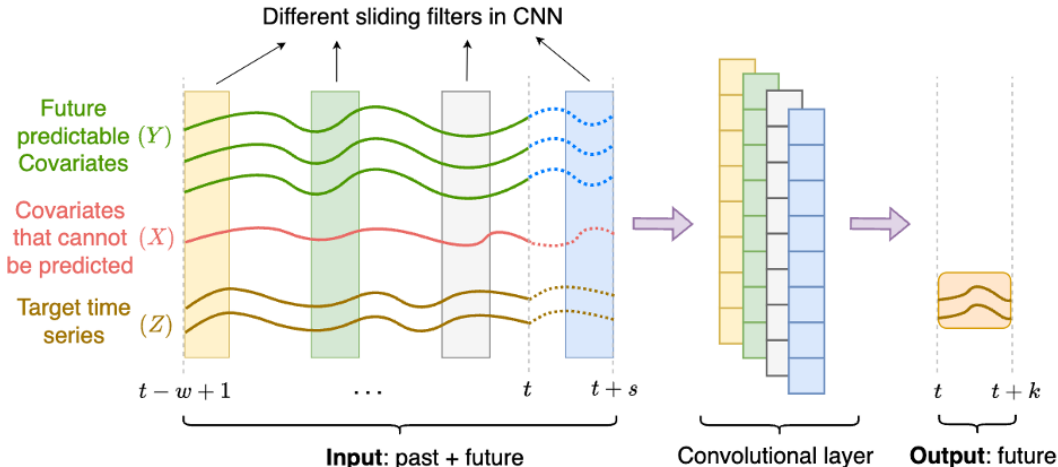 Different sliding filters in CNN
Future
predictable (Y)
Covariates
Covariates
that cannot (X)
be predicted
Target time
series (Z)
t − w + 1 ⋯ t t + s t t + k
Input: past + future Convolutional layer Output: future